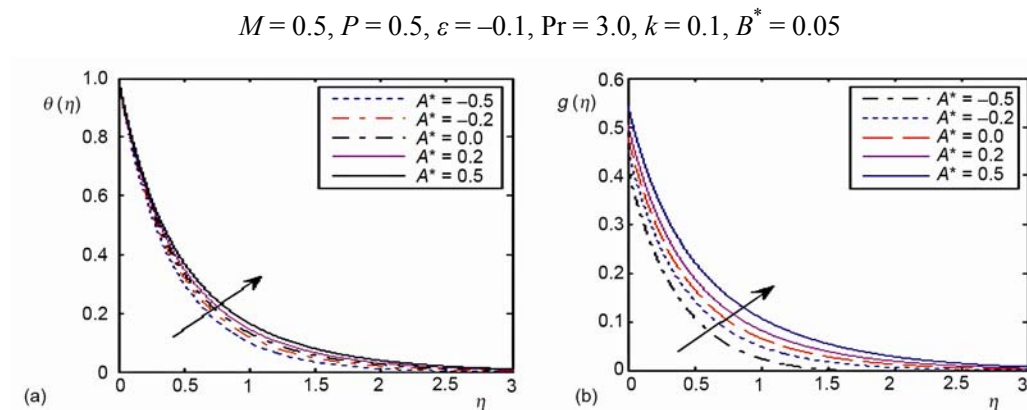 M = 0.5, P = 0.5, ε = –0.1, Pr = 3.0, k = 0.1, B* = 0.05
1.0
θ (η)
0.8
0.6
0.4
0.2
0
A* = –0.5
A* = –0.2
A* = 0.0
A* = 0.2
A* = 0.5
0 0.5 1 1.5 2 2.5 3
(a)
η
0.6
g (η)
0.5
0.4
0.3
0.2
0.1
0
A* = –0.5
A* = –0.2
A* = 0.0
A* = 0.2
A* = 0.5
0 0.5 1 1.5 2 2.5 3
(b)
η